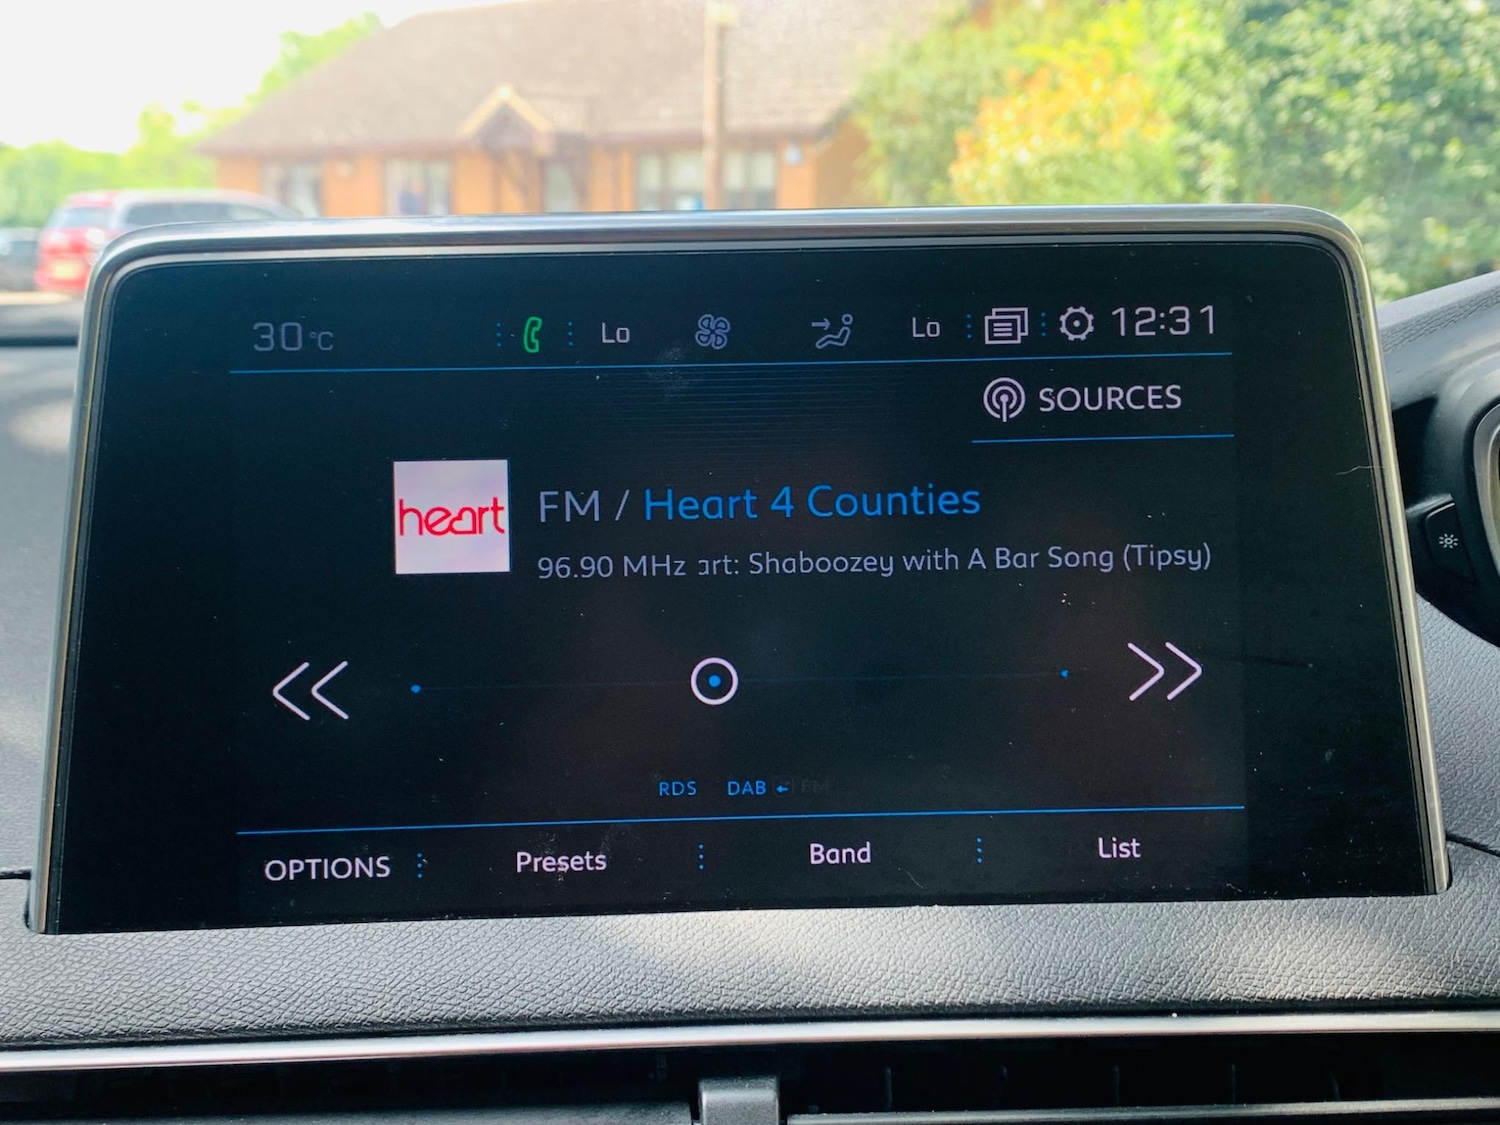 30°C Lo Lo 12:31
SOURCES
heart
FM / Heart 4 Counties
96.90 MHz art: Shaboozey with A Bar Song (Tipsy)
RDS DAB FM
OPTIONS Presets Band List